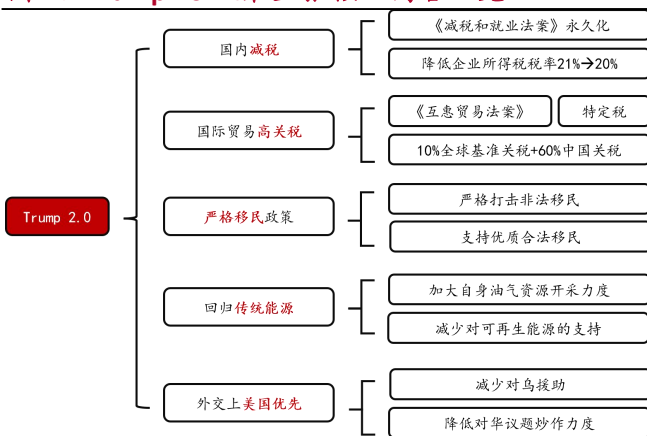 Trump 2.0
国内减税
《减税和就业法案》永久化
降低企业所得税税率21%→20%
国际贸易高关税
《互惠贸易法案》
特定税
10%全球基准关税+60%中国关税
严格移民政策
严格打击非法移民
支持优质合法移民
回归传统能源
加大自身油气资源开采力度
减少对可再生能源的支持
外交上美国优先
减少对乌援助
降低对华议题炒作力度